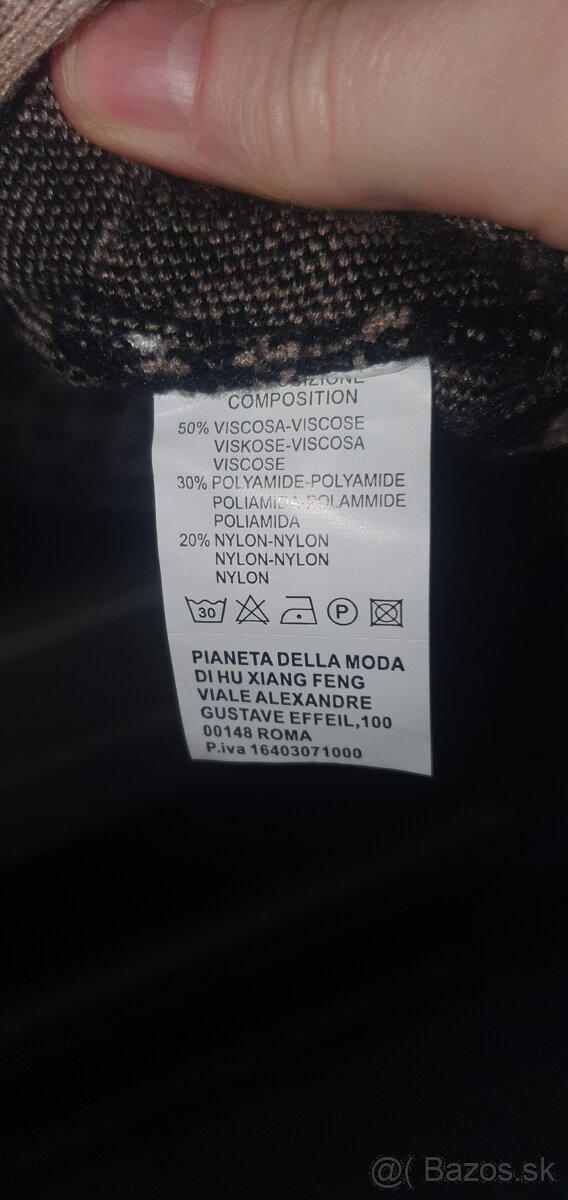 COMPOSITION
50% VISCOSA-VISCOSE
VISKOSE-VISCOSA
VISCOSE
30% POLYAMIDE-POLYAMIDE
POLIAMIDA-POLAMMIDE
POLIAMIDA
20% NYLON-NYLON
NYLON-NYLON
NYLON
30 P
PIANETA DELLA MODA
DI HU XIANG FENG
VIALE ALEXANDRE
GUSTAVE EFFEIL,100
00148 ROMA
P.iva 16403071000
@( Bazos.sk